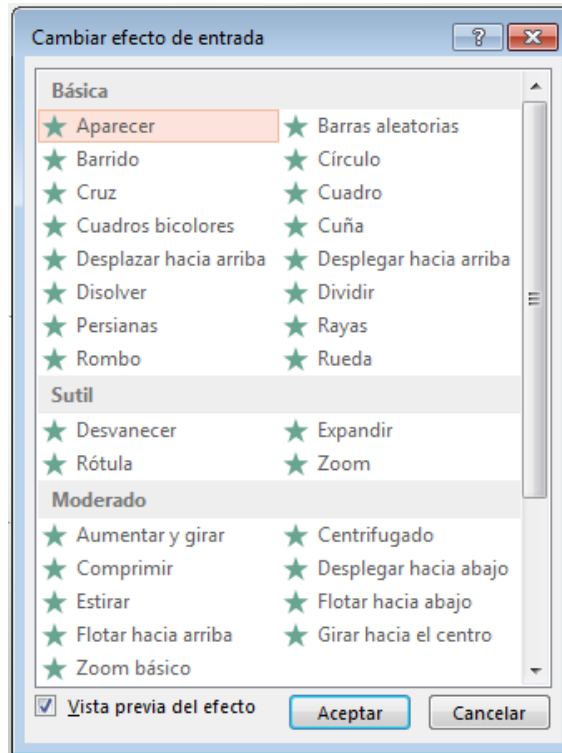 Cambiar efecto de entrada
Básica
Aparecer Barras aleatorias
Barrido Círculo
Cruz Cuadro
Cuadros bicolores Cuña
Desplazar hacia arriba Desplegar hacia arriba
Disolver Dividir
Persianas Rayas
Rombo Rueda
Sutil
Desvanecer Expandir
Rótula Zoom
Moderado
Aumentar y girar Centrifugado
Comprimir Desplegar hacia abajo
Estirar Flotar hacia abajo
Flotar hacia arriba Girar hacia el centro
Zoom básico
Vista previa del efecto Aceptar Cancelar